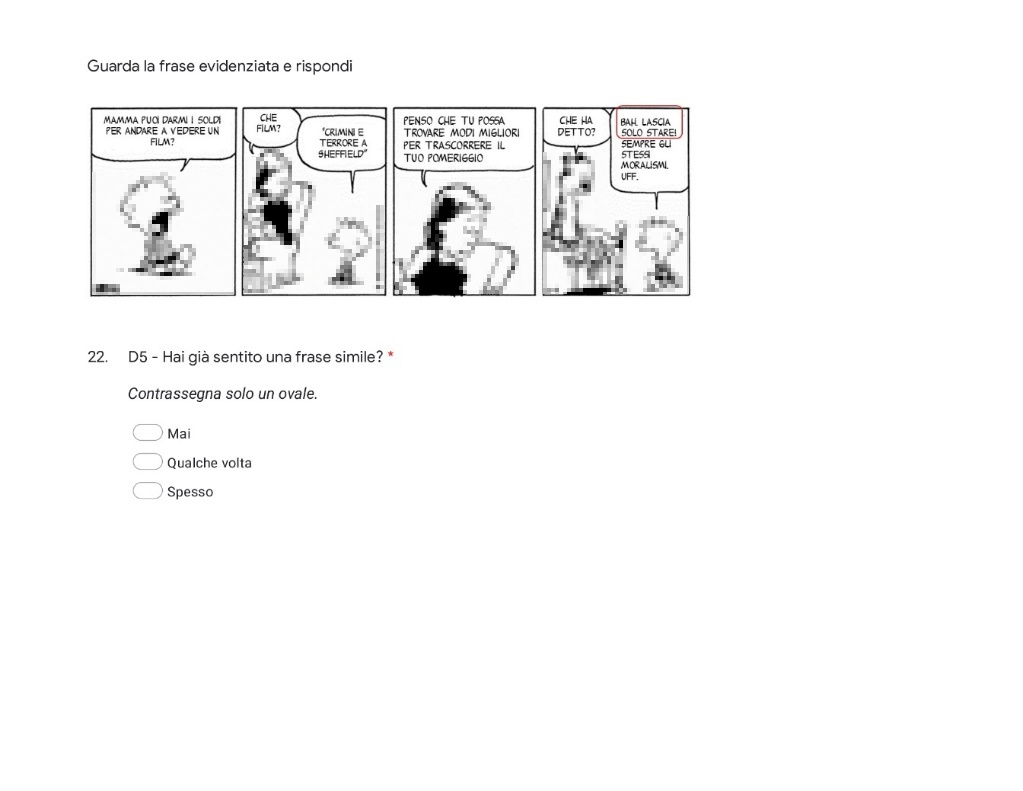 Guarda la frase evidenziata e rispondi
MAMMA PUOI DARMI I SOLDI
PER ANDARE A VEDERE UN
FILM?
CHE
FILM?
"CRIMINI E
TERRORE A
SHEFFIELD"
PENSO CHE TU POSSA
TROVARE MODI MIGLIORI
PER TRASCORRERE IL
TUO POMERIGGIO
CHE HA
DETTO?
BAH. LASCIA
SOLO STARE!
SEMPRE GLI
STESSI
MORALISMI.
UFF.
22. D5 - Hai già sentito una frase simile? *
Contrassegna solo un ovale.
Mai
Qualche volta
Spesso